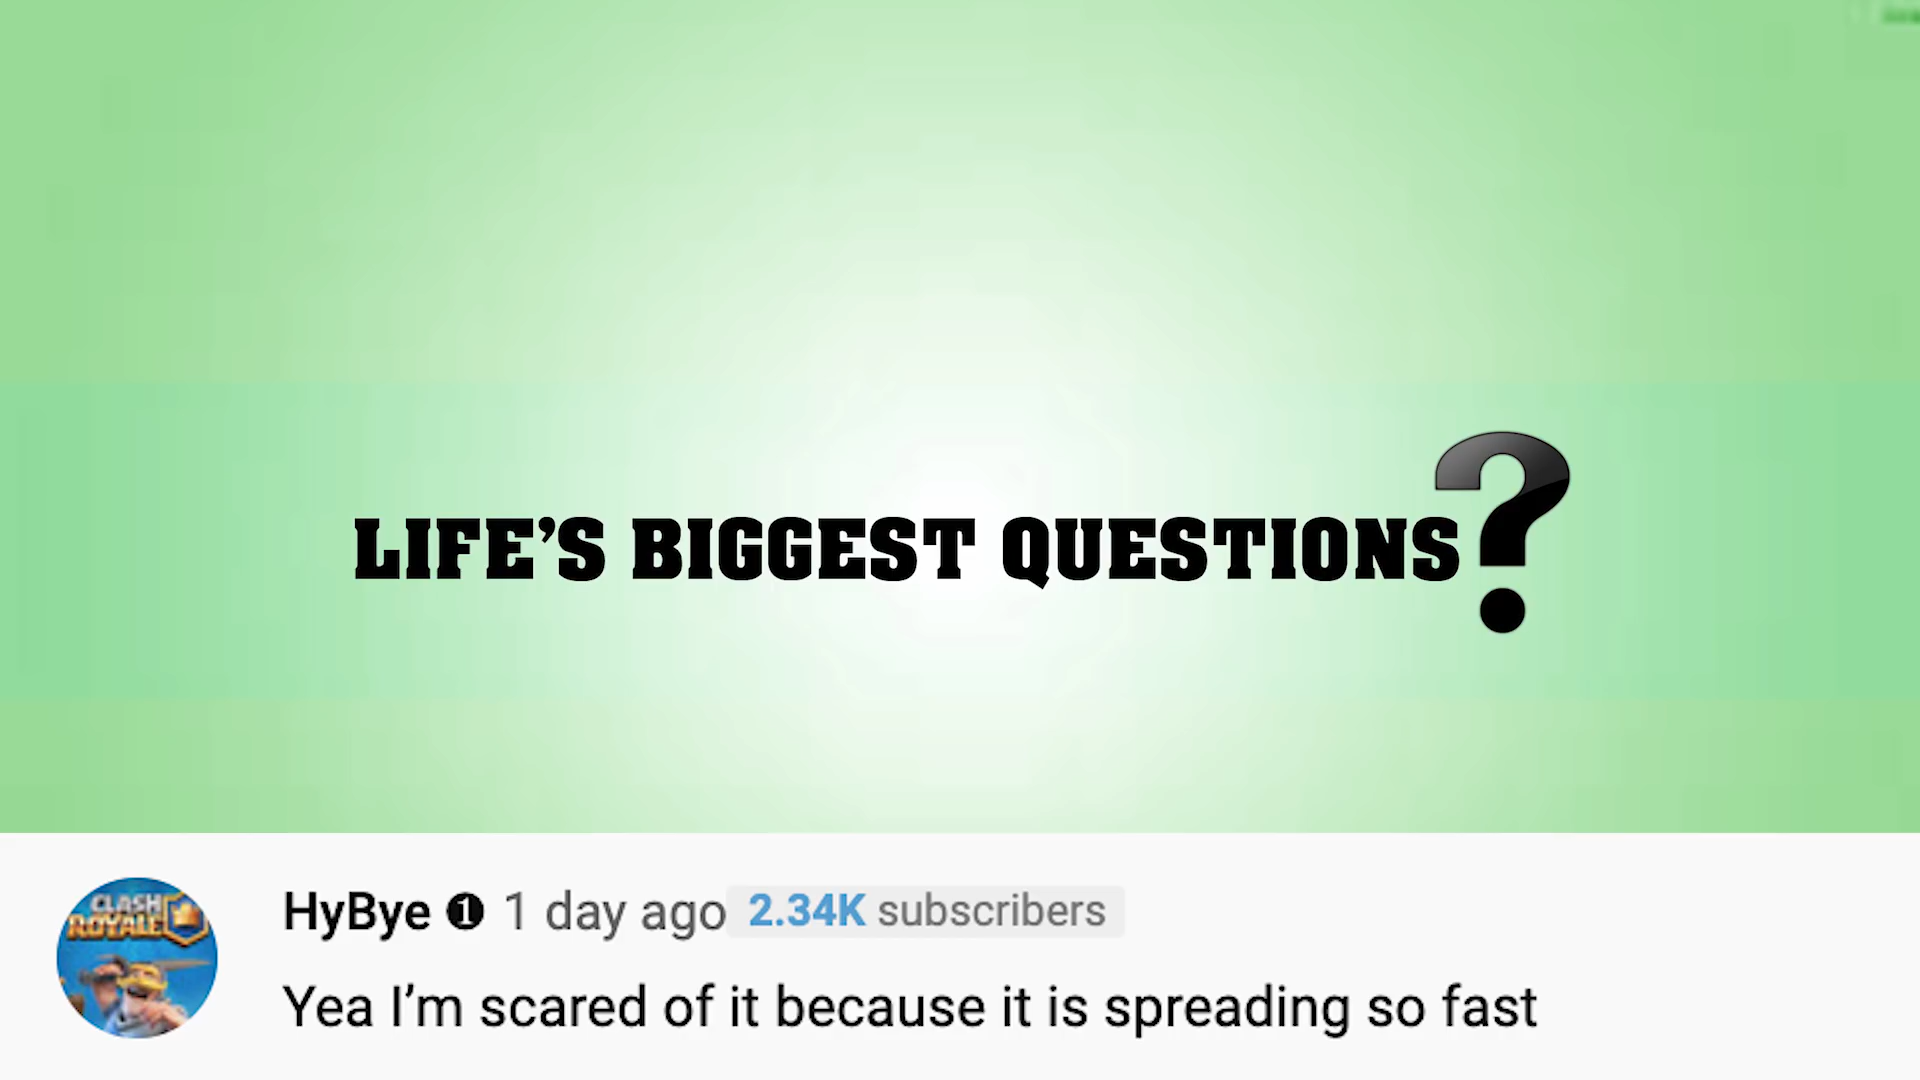 LIFE'S BIGGEST QUESTIONS?
CLASH
ROYALE
HyBye ❶ 1 day ago 2.34K subscribers
Yea I'm scared of it because it is spreading so fast